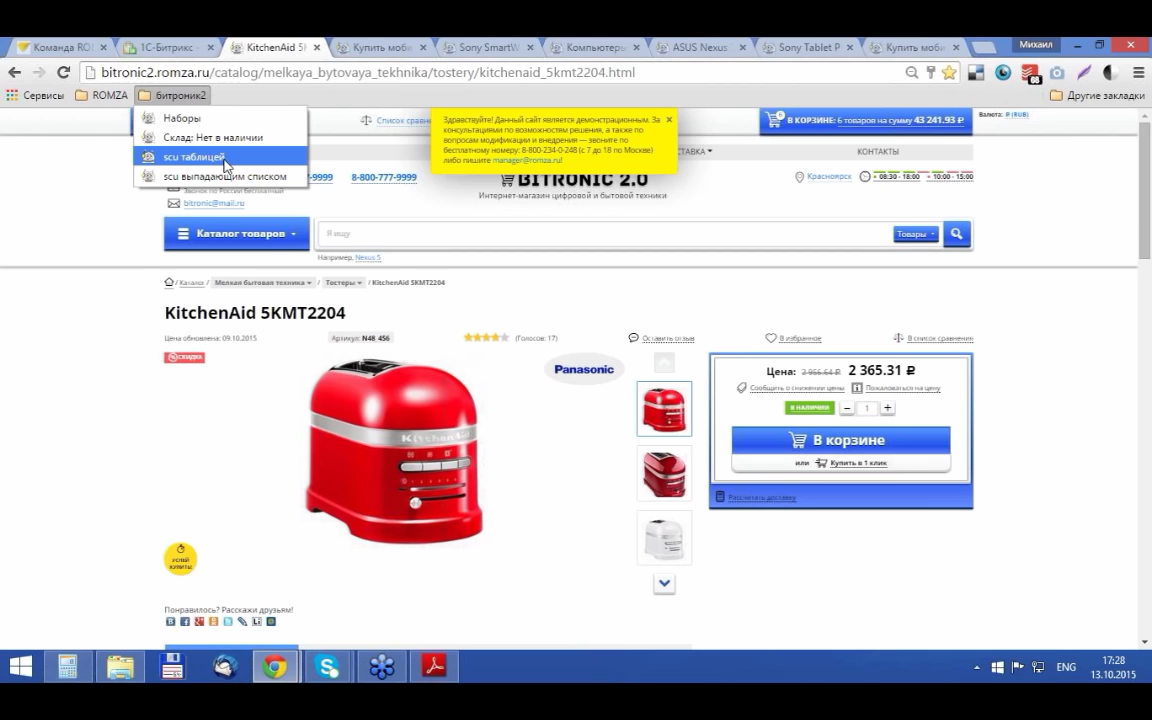 Команда RO
1С-Битрикс -
KitchenAid 5
Купить моби
Sony SmartW
Компьютеры
ASUS Nexus
Sony Tablet P
Купить моби
Михаил
bitronic2.romza.ru/catalog/melkaya_bytovaya_tekhnika/tostery/kitchenaid_5kmt2204.html
Сервисы
ROMZA
битроник2
Другие закладки
Наборы
Склад: Нет в наличии
scu таблицей
scu выпадающим списком
Список сравн
Здравствуйте! Данный сайт является демонстрационным. За
консультациями по возможностям решения, а также по
вопросам модификации и внедрения — звоните по
бесплатному номеру: 8-800-234-0-248 (с 7 до 18 по Москве)
либо пишите manager@romza.ru!
В КОРЗИНЕ: 6 товаров на сумму 43 241.93 ₽
Валюта: ₽ (RUB)
СТАВКА
КОНТАКТЫ
-9999
8-800-777-9999
Звонок по России бесплатный
bitronic@mail.ru
BITRONIC 2.0
Интернет-магазин цифровой и бытовой техники
Красноярск
08:30 - 18:00
10:00 - 15:00
Каталог товаров
Я ищу
Товары
Например, Nexus 5
/ Каталог / Мелкая бытовая техника / Тостеры / KitchenAid 5KMT2204
KitchenAid 5KMT2204
Цена обновлена: 09.10.2015
Артикул: N48_456
(Голосов: 17)
Оставить отзыв
В избранное
В список сравнения
СКИДКА
Panasonic
KitchenAid
Цена: 2 956.64 ₽ 2 365.31 ₽
Сообщить о снижении цены
Пожаловаться на цену
В НАЛИЧИИ
1
В корзине
или
Купить в 1 клик
Рассчитать доставку
УСПЕЙ
КУПИТЬ!
Понравилось? Расскажи друзьям!
ENG
17:28
13.10.2015